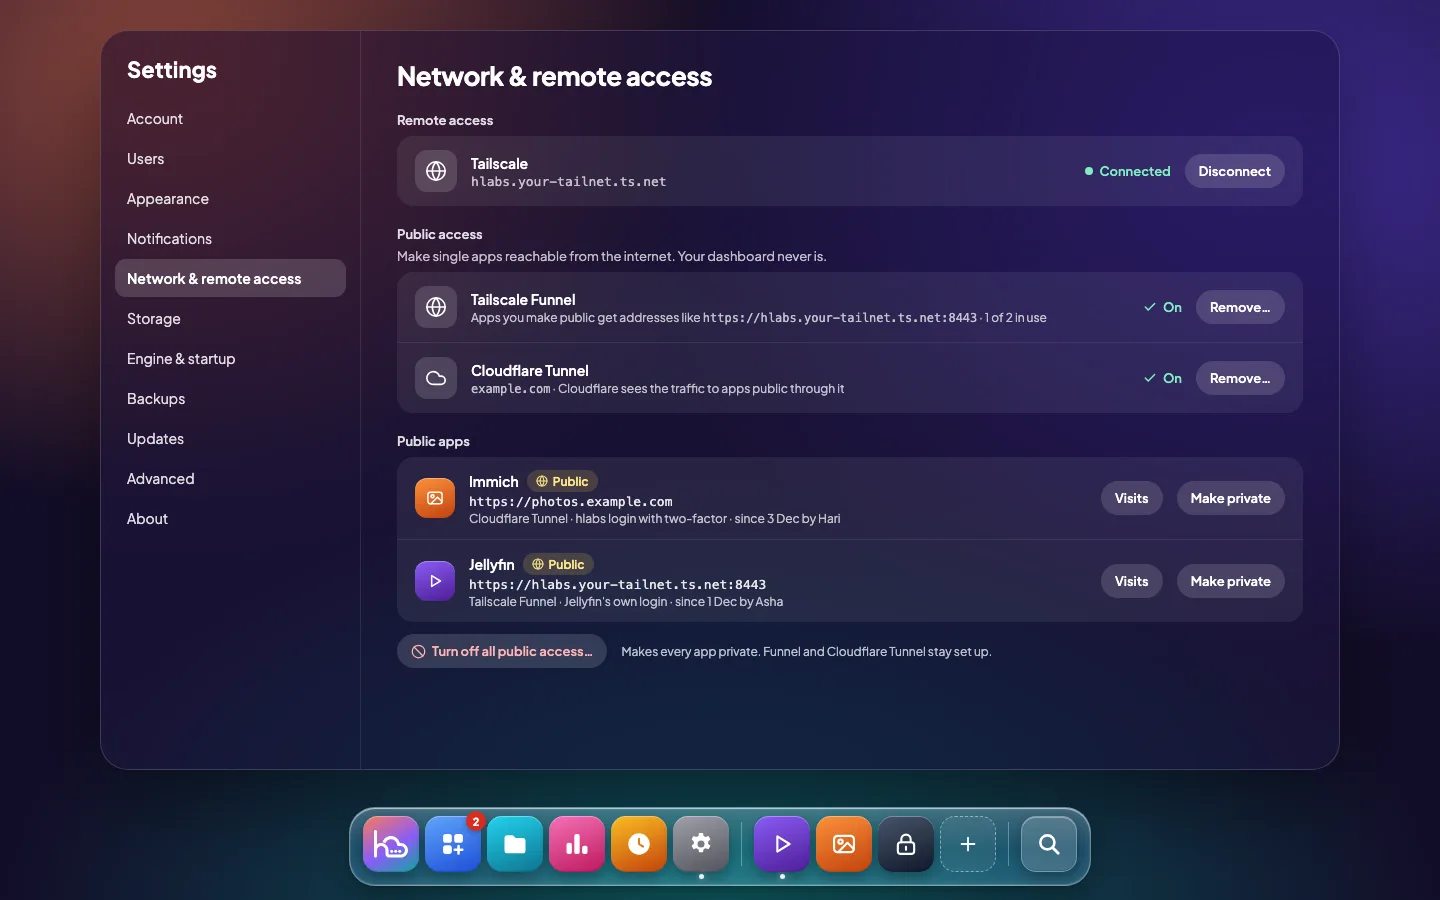 Settings
Account
Users
Appearance
Notifications
Network & remote access
Storage
Engine & startup
Backups
Updates
Advanced
About
Network & remote access
Remote access
Tailscale
hlabs.your-tailnet.ts.net
Connected
Disconnect
Public access
Make single apps reachable from the internet. Your dashboard never is.
Tailscale Funnel
Apps you make public get addresses like https://hlabs.your-tailnet.ts.net:8443 · 1 of 2 in use
On
Remove…
Cloudflare Tunnel
example.com · Cloudflare sees the traffic to apps public through it
On
Remove…
Public apps
Immich
Public
https://photos.example.com
Cloudflare Tunnel · hlabs login with two-factor · since 3 Dec by Hari
Visits
Make private
Jellyfin
Public
https://hlabs.your-tailnet.ts.net:8443
Tailscale Funnel · Jellyfin's own login · since 1 Dec by Asha
Visits
Make private
Turn off all public access…
Makes every app private. Funnel and Cloudflare Tunnel stay set up.
2